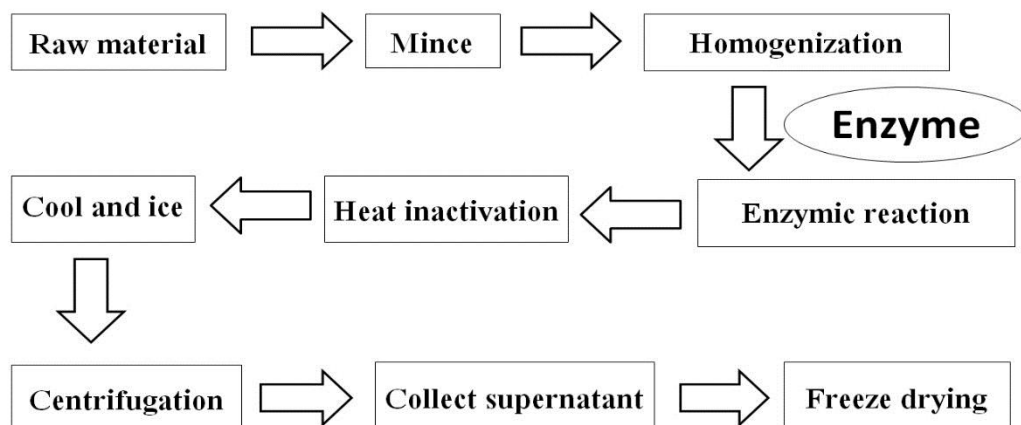 Raw material
Mince
Homogenization
Enzyme
Enzymic reaction
Heat inactivation
Cool and ice
Centrifugation
Collect supernatant
Freeze drying